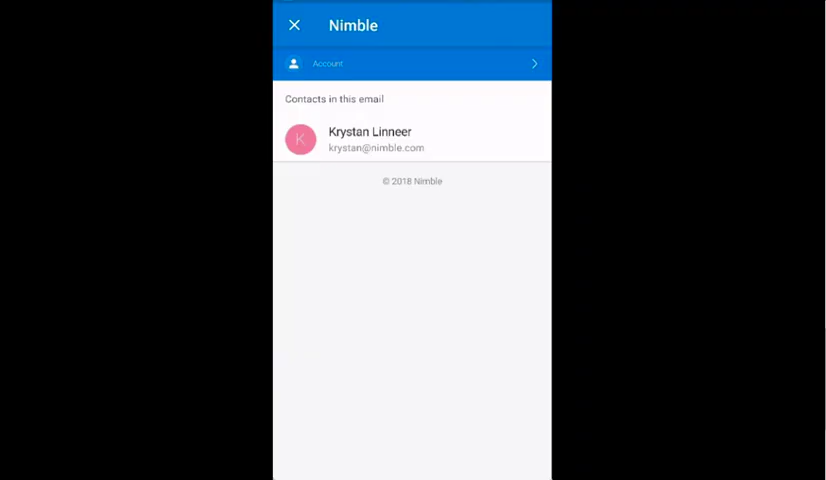 Nimble
Account
Contacts in this email
K
Krystan Linneer
krystan@nimble.com
© 2018 Nimble